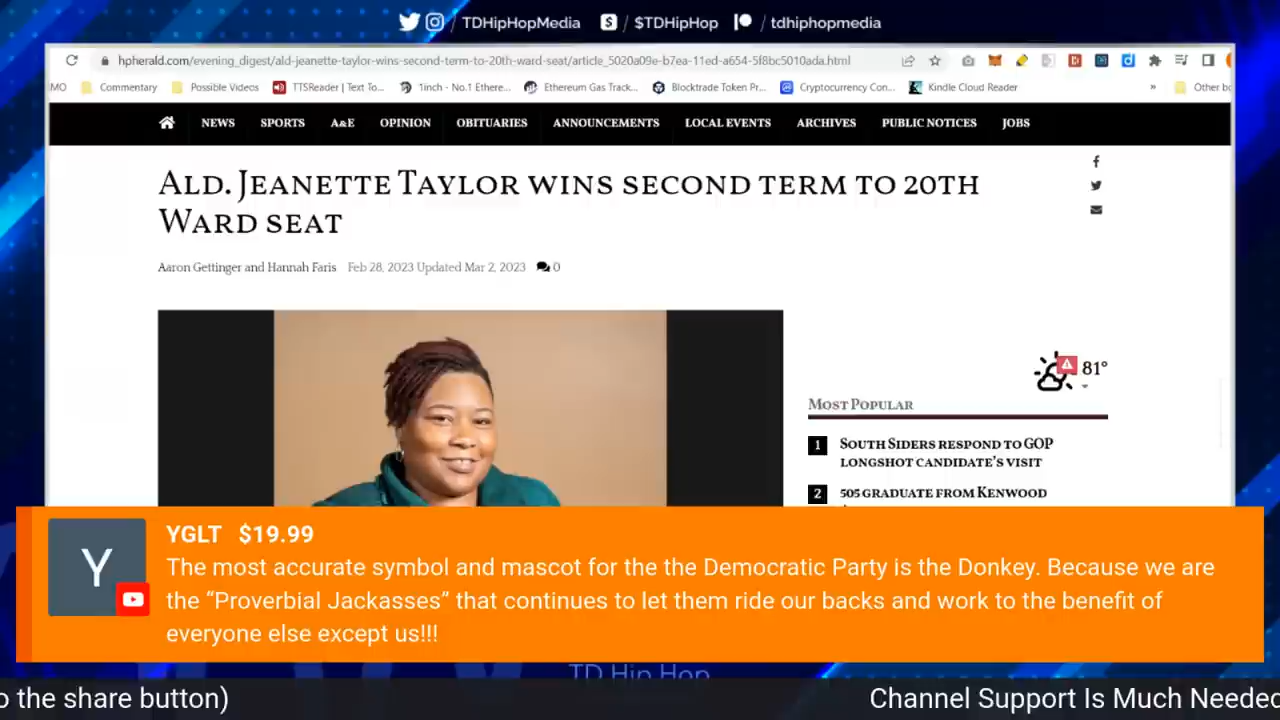 / TDHipHopMedia / $TDHipHop / tdhiphopmedia
hpherald.com/evening_digest/ald-jeanette-taylor-wins-second-term-to-20th-ward-seat/article_5020a09e-b7ea-11ed-a654-5f8bc5010ada.html
MO Commentary Possible Videos TTSReader | Text To... 1inch - No.1 Ethere... Ethereum Gas Track... Blocktrade Token Pr... Cryptocurrency Con... Kindle Cloud Reader » Other bo
NEWS SPORTS A&E OPINION OBITUARIES ANNOUNCEMENTS LOCAL EVENTS ARCHIVES PUBLIC NOTICES JOBS
Ald. Jeanette Taylor wins second term to 20th
Ward seat
Aaron Gettinger and Hannah Faris Feb 28, 2023 Updated Mar 2, 2023 0
81°
Most Popular
1 South Siders respond to GOP
longshot candidate's visit
2 505 graduate from Kenwood
Y
YGLT $19.99
The most accurate symbol and mascot for the the Democratic Party is the Donkey. Because we are
the “Proverbial Jackasses” that continues to let them ride our backs and work to the benefit of
everyone else except us!!!
TD Hip Hop
o the share button) Channel Support Is Much Needed